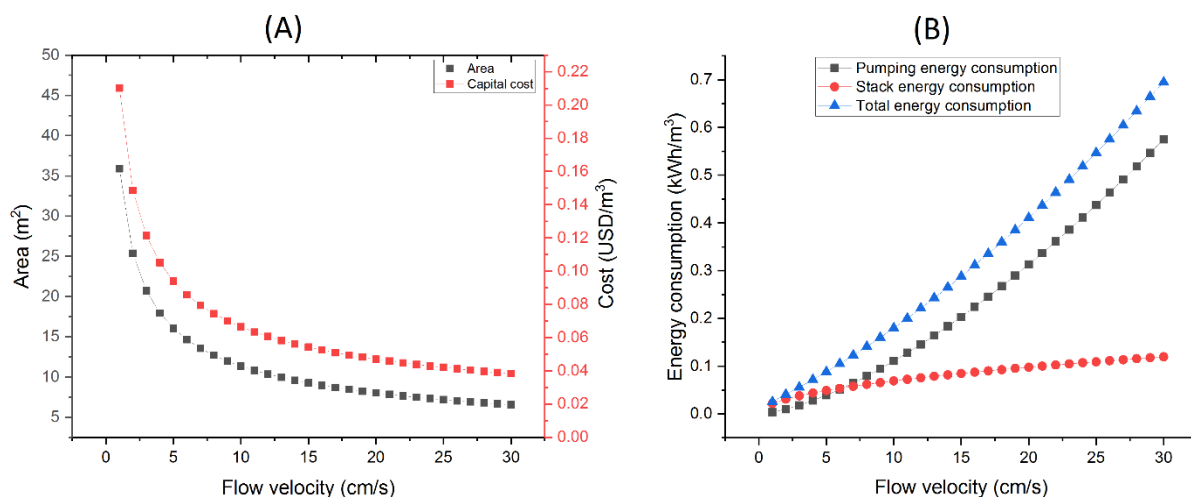 (A)
Area
Capital cost
50
45
40
35
30
25
20
15
10
5
Area (m²)
0.22
0.20
0.18
0.16
0.14
0.12
0.10
0.08
0.06
0.04
0.02
0.00
Cost (USD/m³)
0 5 10 15 20 25 30
Flow velocity (cm/s)
(B)
Pumping energy consumption
Stack energy consumption
Total energy consumption
0.7
0.6
0.5
0.4
0.3
0.2
0.1
0.0
Energy consumption (kWh/m³)
0 5 10 15 20 25 30
Flow velocity (cm/s)